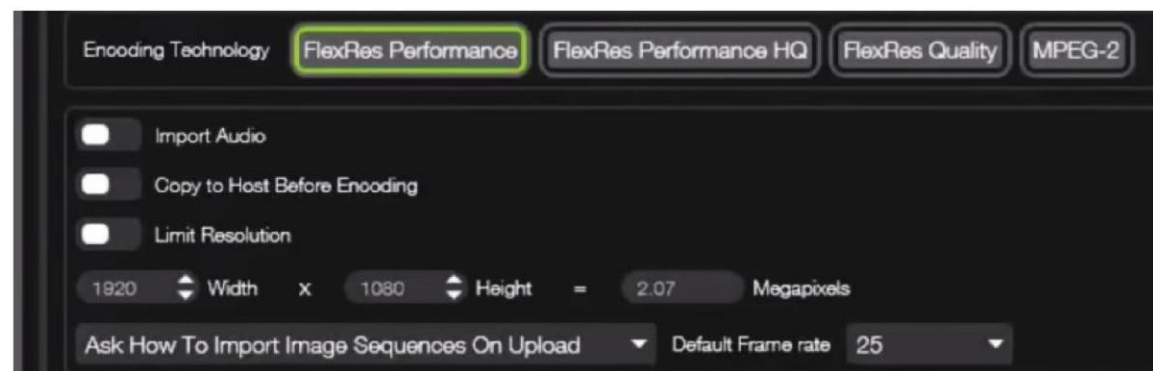 Encoding Technology FlexRes Performance FlexRes Performance HQ FlexRes Quality MPEG-2
Import Audio
Copy to Host Before Encoding
Limit Resolution
1920 Width x 1080 Height = 2.07 Megapixels
Ask How To Import Image Sequences On Upload Default Frame rate 25